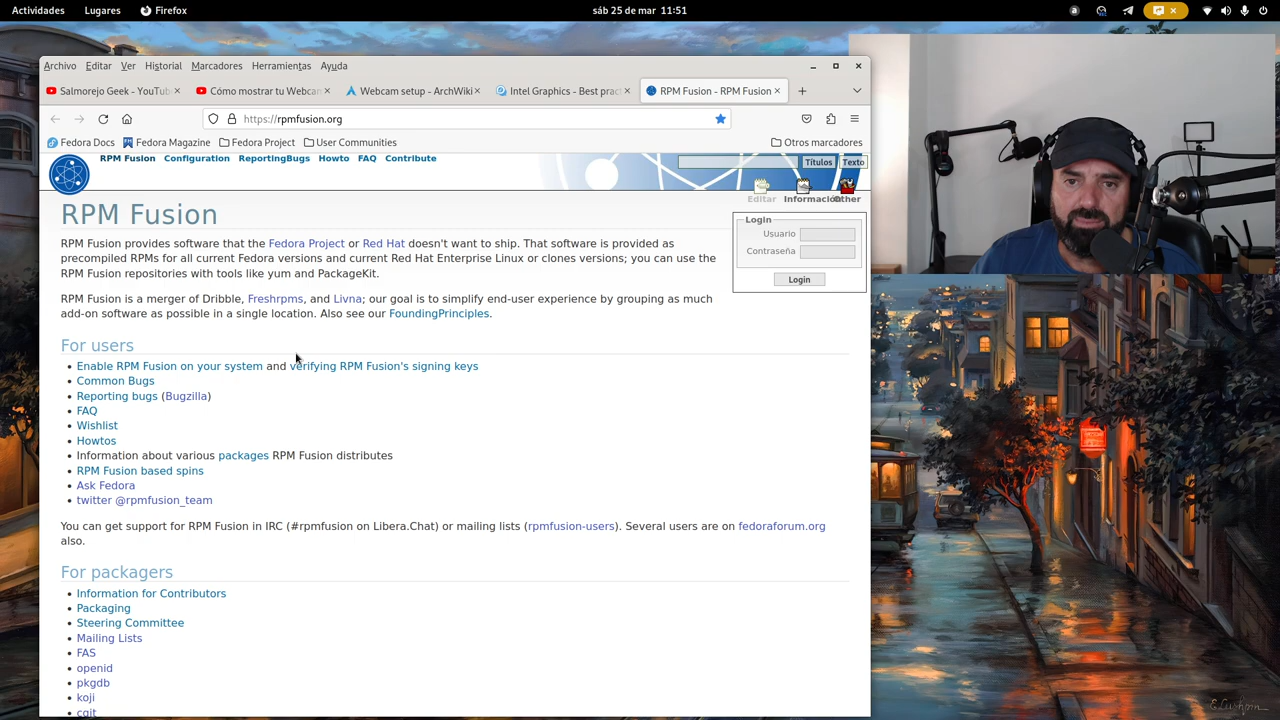 Actividades Lugares Firefox sáb 25 de mar 11:51
Archivo Editar Ver Historial Marcadores Herramientas Ayuda
Salmorejo Geek - YouTub Cómo mostrar tu Webcam Webcam setup - ArchWiki Intel Graphics - Best pract RPM Fusion - RPM Fusion
https://rpmfusion.org
Fedora Docs Fedora Magazine Fedora Project User Communities Otros marcadores
RPM Fusion Configuration ReportingBugs Howto FAQ Contribute
Títulos Texto
Editar Información Other
RPM Fusion
Login
Usuario
Contraseña
Login
RPM Fusion provides software that the Fedora Project or Red Hat doesn't want to ship. That software is provided as
precompiled RPMs for all current Fedora versions and current Red Hat Enterprise Linux or clones versions; you can use the
RPM Fusion repositories with tools like yum and PackageKit.
RPM Fusion is a merger of Dribble, Freshrpms, and Livna; our goal is to simplify end-user experience by grouping as much
add-on software as possible in a single location. Also see our FoundingPrinciples.
For users
• Enable RPM Fusion on your system and verifying RPM Fusion's signing keys
• Common Bugs
• Reporting bugs (Bugzilla)
• FAQ
• Wishlist
• Howtos
• Information about various packages RPM Fusion distributes
• RPM Fusion based spins
• Ask Fedora
• twitter @rpmfusion_team
You can get support for RPM Fusion in IRC (#rpmfusion on Libera.Chat) or mailing lists (rpmfusion-users). Several users are on fedoraforum.org
also.
For packagers
• Information for Contributors
• Packaging
• Steering Committee
• Mailing Lists
• FAS
• openid
• pkgdb
• koji
• cgit